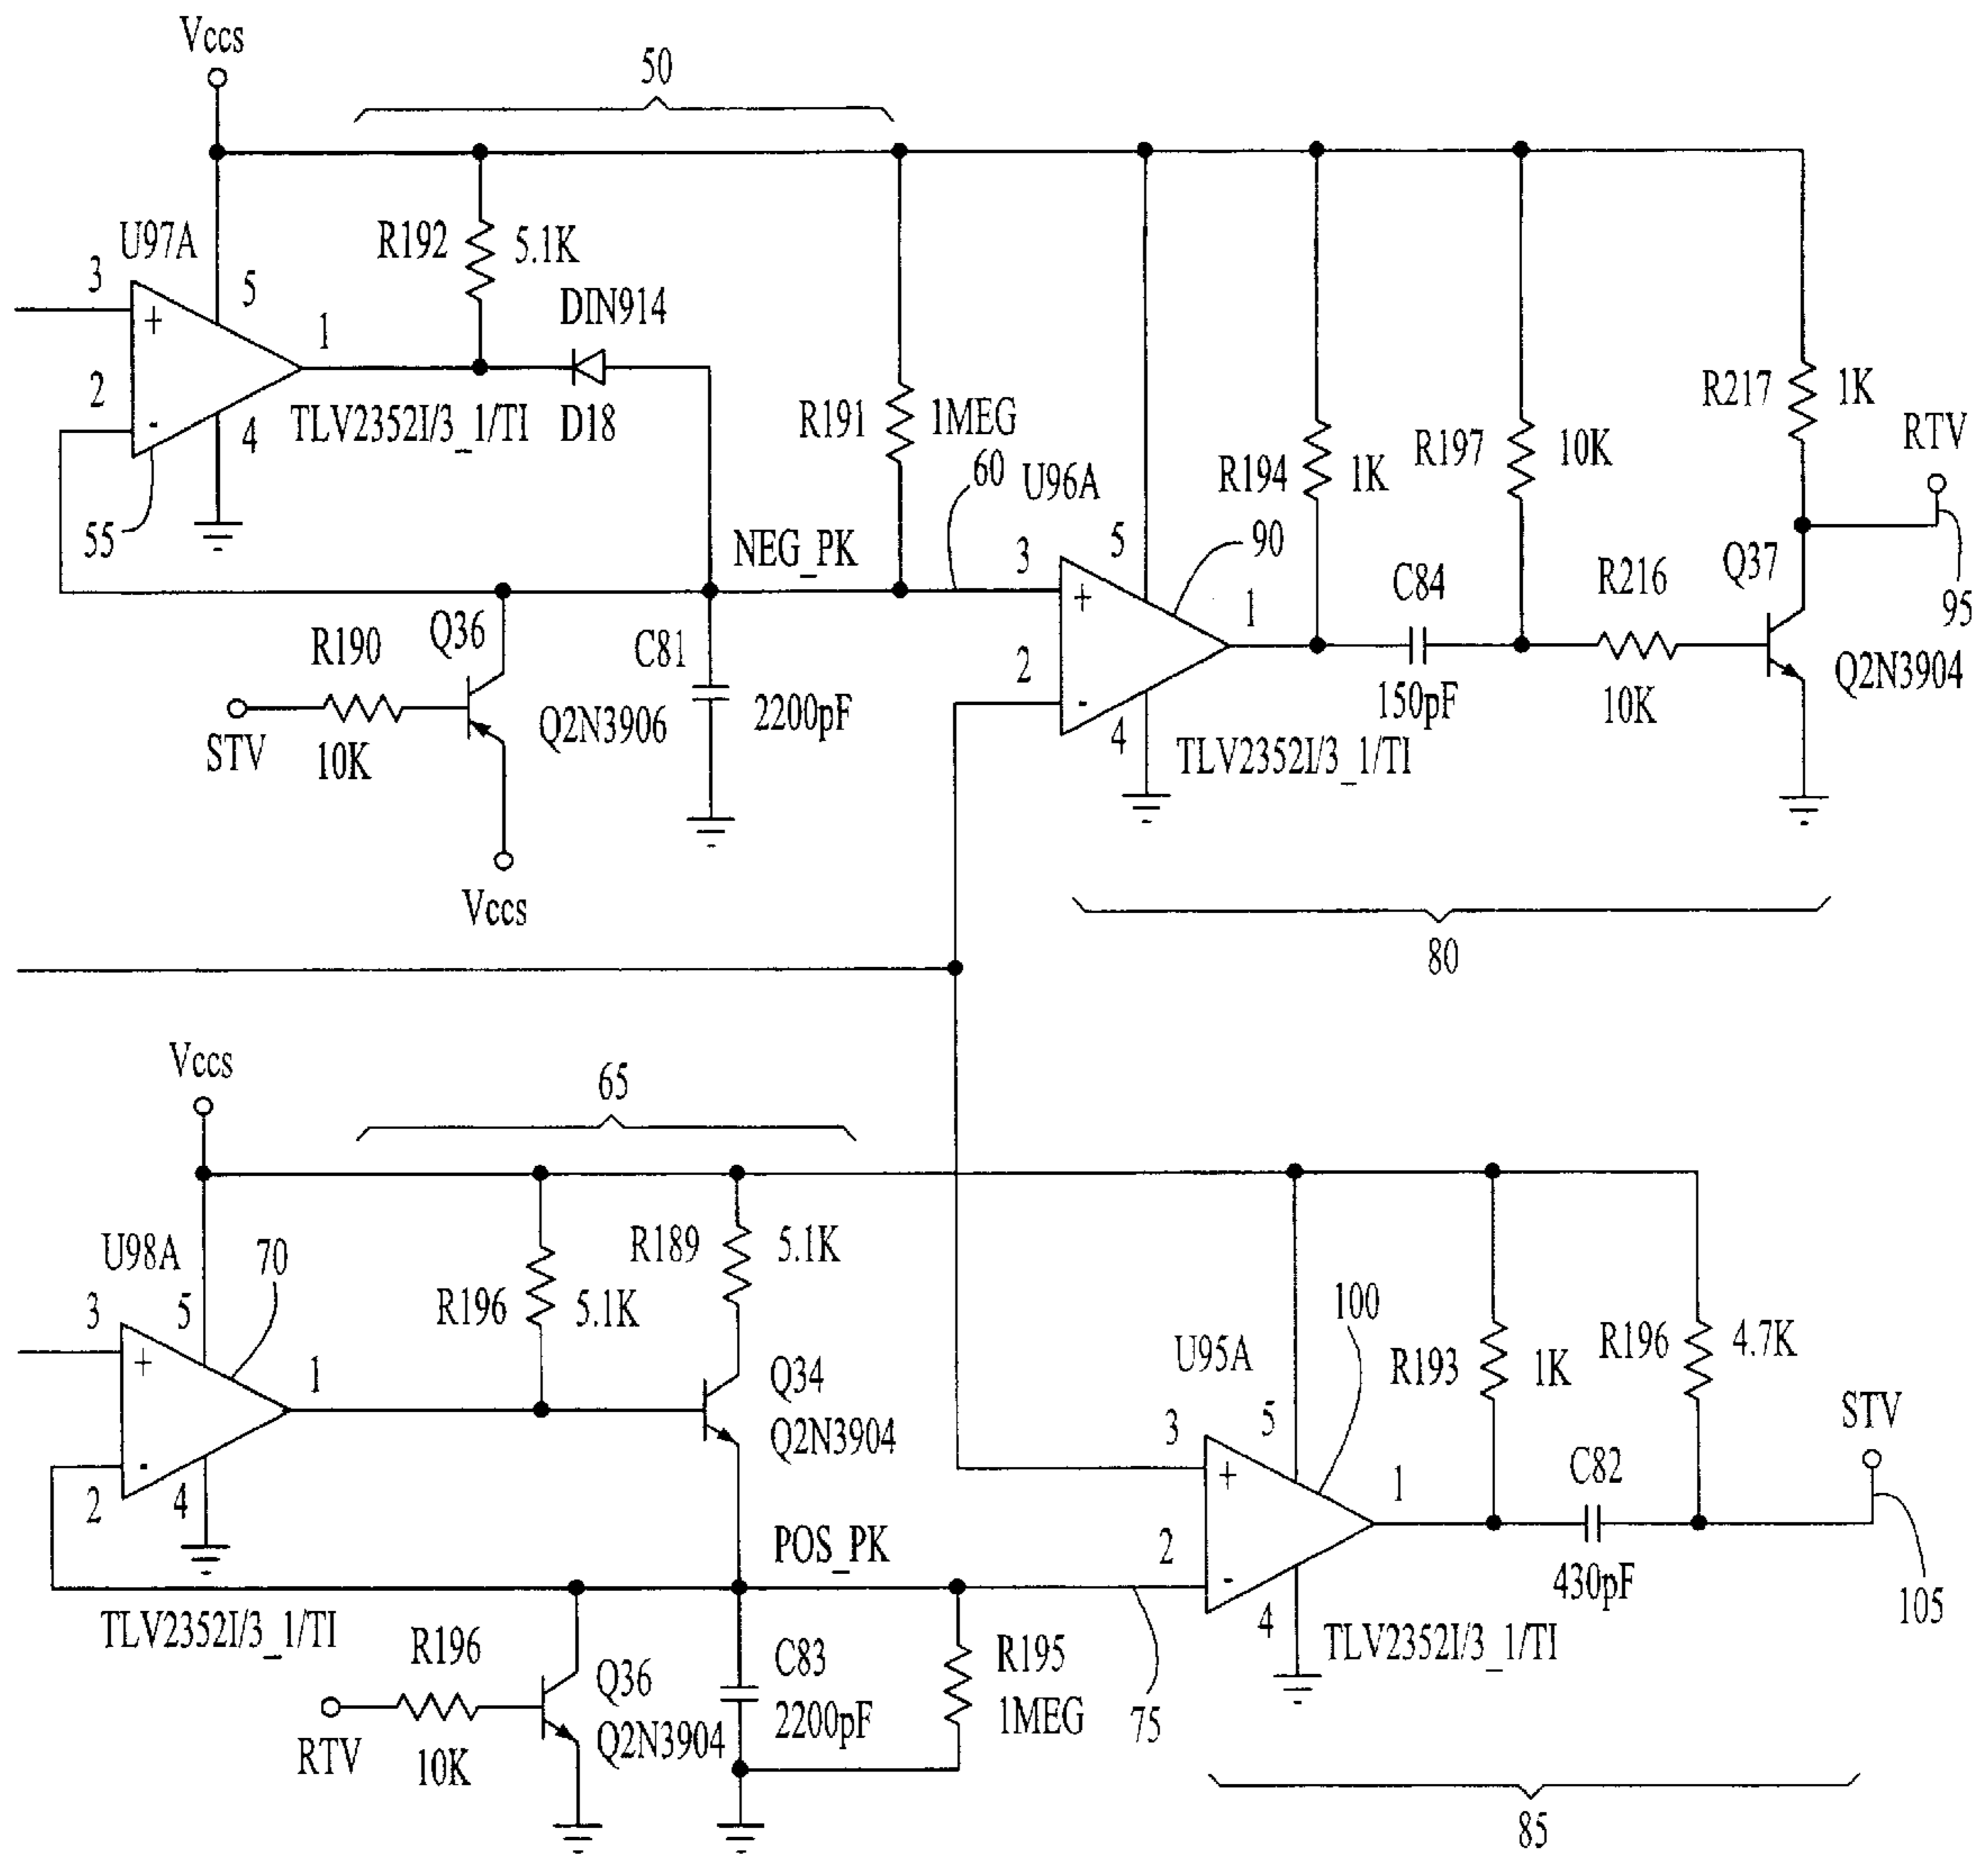 Vccs
50
U97A
3
+
5
2
-
4
1
55
R192
5.1K
DIN914
D18
TLV2352I/3_1/TI
R191
1MEG
NEG_PK
60
U96A
3
+
5
2
-
4
1
90
TLV2352I/3_1/TI
R194
1K
R197
10K
C84
150pF
R216
10K
R217
1K
RTV
95
Q37
Q2N3904
R190
10K
STV
Q36
Q2N3906
Vccs
C81
2200pF
80
Vccs
65
U98A
70
3
+
5
2
-
4
1
TLV2352I/3_1/TI
R196
5.1K
R189
5.1K
Q34
Q2N3904
POS_PK
RTV
R196
10K
Q36
Q2N3904
C83
2200pF
R195
1MEG
75
U95A
100
3
+
5
2
-
4
1
TLV2352I/3_1/TI
R193
1K
R196
4.7K
C82
430pF
STV
105
85